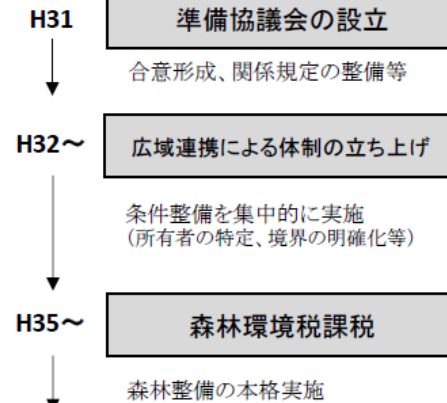 H31 準備協議会の設立
合意形成、関係規定の整備等
H32～ 広域連携による体制の立ち上げ
条件整備を集中的に実施
(所有者の特定、境界の明確化等)
H35～ 森林環境税課税
森林整備の本格実施